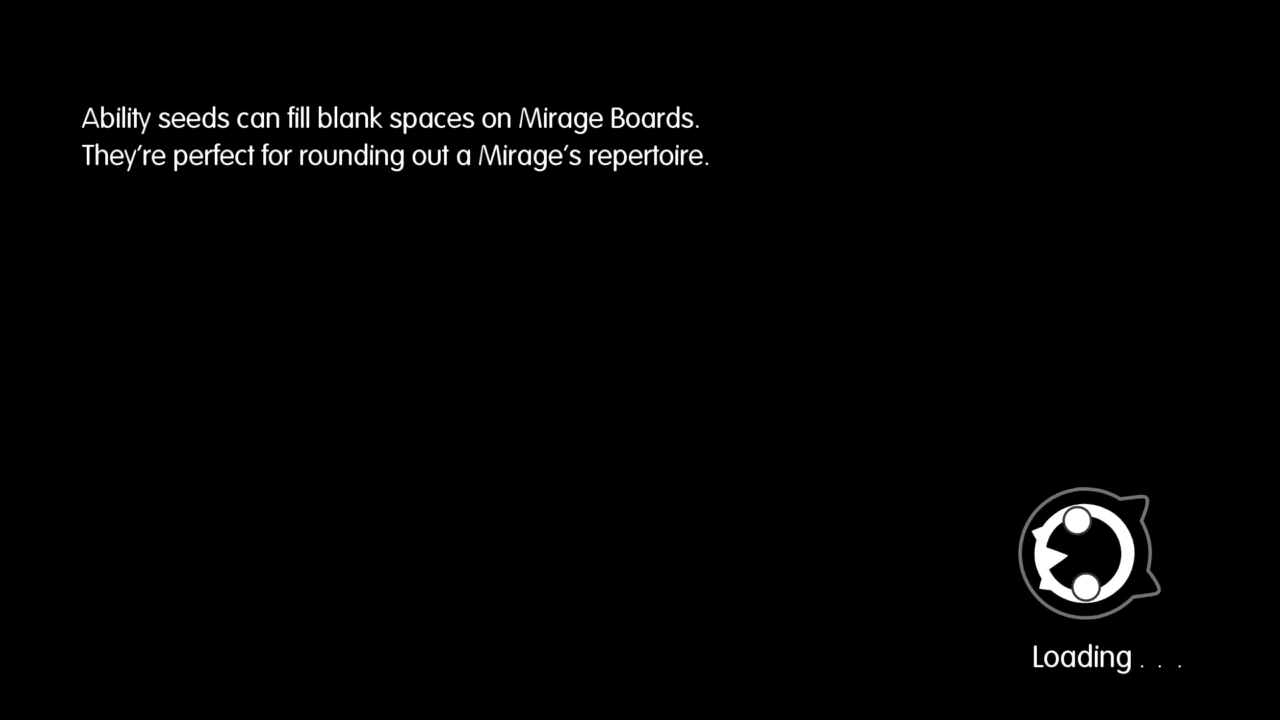 Ability seeds can fill blank spaces on Mirage Boards.
They’re perfect for rounding out a Mirage’s repertoire.
Loading . . .